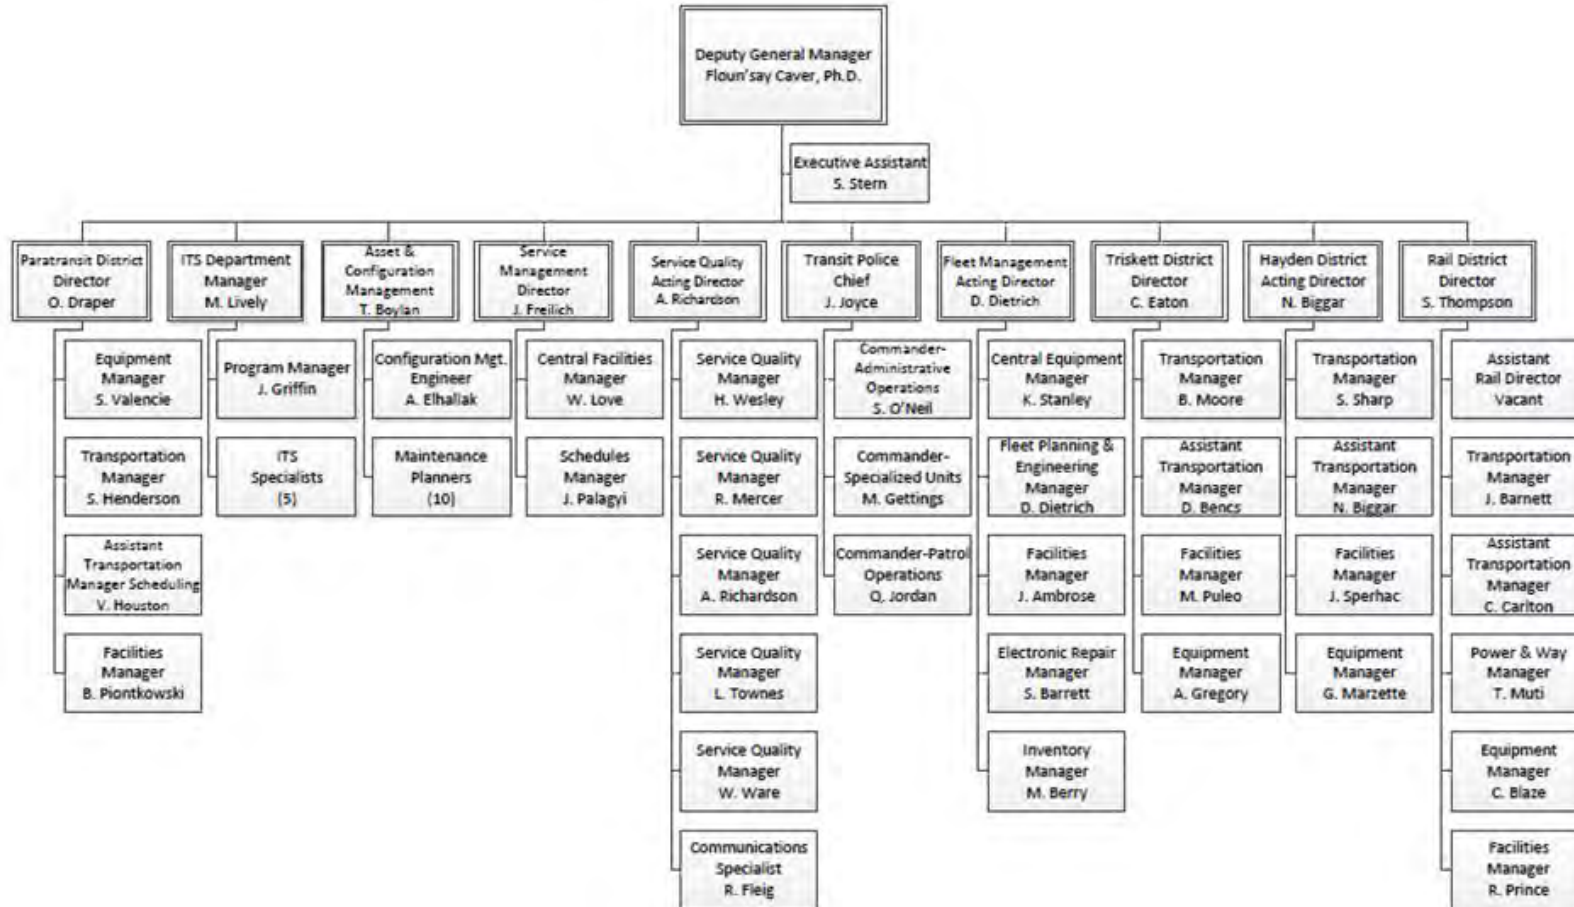 Deputy General Manager
Floun'say Caver, Ph.D.
Executive Assistant
S. Stern
Paratransit District
Director
O. Draper
ITS Department
Manager
M. Lively
Asset &
Configuration
Management
T. Boylan
Service
Management
Director
J. Freilich
Service Quality
Acting Director
A. Richardson
Transit Police
Chief
J. Joyce
Fleet Management
Acting Director
D. Dietrich
Triskett District
Director
C. Eaton
Hayden District
Acting Director
N. Biggar
Rail District
Director
S. Thompson
Equipment
Manager
S. Valencie
Transportation
Manager
S. Henderson
Assistant
Transportation
Manager Scheduling
V. Houston
Facilities
Manager
B. Piontkowski
Program Manager
J. Griffin
ITS
Specialists
(5)
Configuration Mgt.
Engineer
A. Elhallak
Maintenance
Planners
(10)
Central Facilities
Manager
W. Love
Schedules
Manager
J. Palagyi
Service Quality
Manager
H. Wesley
Service Quality
Manager
R. Mercer
Service Quality
Manager
A. Richardson
Service Quality
Manager
L. Townes
Service Quality
Manager
W. Ware
Communications
Specialist
R. Fleig
Commander-
Administrative
Operations
S. O'Neil
Commander-
Specialized Units
M. Gettings
Commander-Patrol
Operations
Q. Jordan
Central Equipment
Manager
K. Stanley
Fleet Planning &
Engineering
Manager
D. Dietrich
Facilities
Manager
J. Ambrose
Electronic Repair
Manager
S. Barrett
Inventory
Manager
M. Berry
Transportation
Manager
B. Moore
Assistant
Transportation
Manager
D. Bencs
Facilities
Manager
M. Puleo
Equipment
Manager
A. Gregory
Transportation
Manager
S. Sharp
Assistant
Transportation
Manager
N. Biggar
Facilities
Manager
J. Sperhac
Equipment
Manager
G. Marzette
Assistant
Rail Director
Vacant
Transportation
Manager
J. Barnett
Assistant
Transportation
Manager
C. Carlton
Power & Way
Manager
T. Muti
Equipment
Manager
C. Blaze
Facilities
Manager
R. Prince